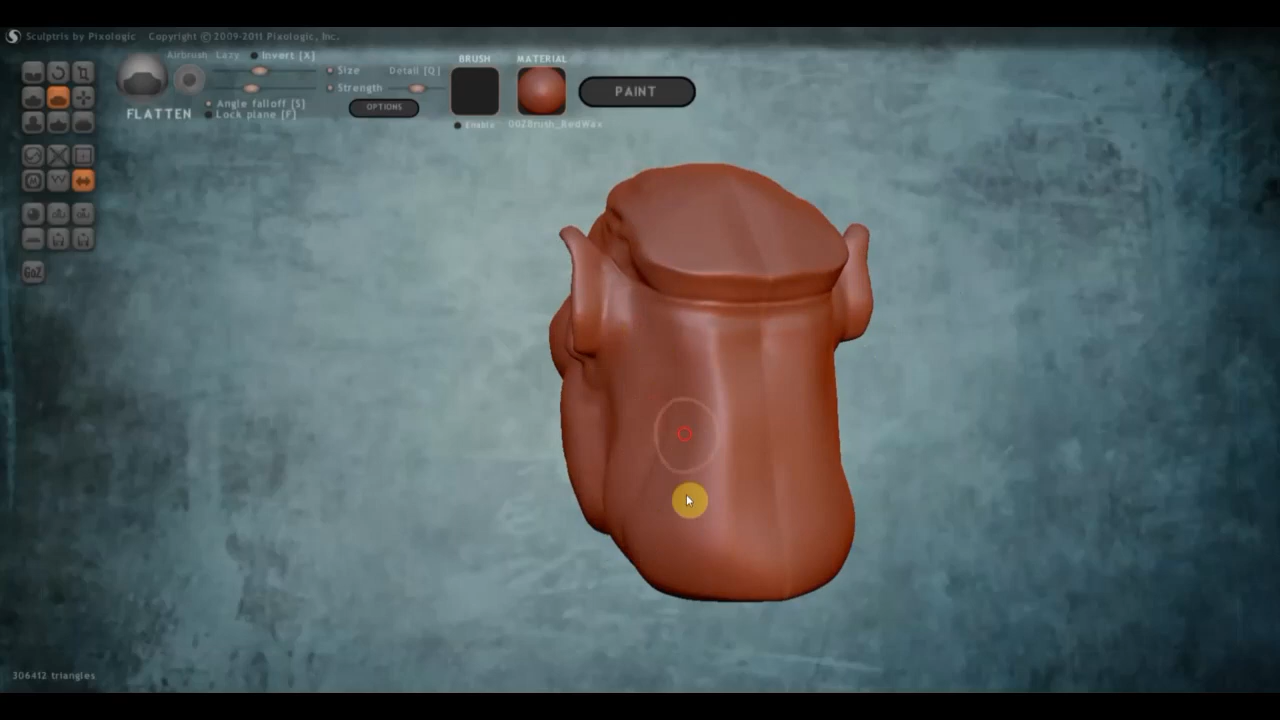 Sculptris by Pixologic Copyright ©2009-2011 Pixologic, Inc.
Airbrush Lazy Invert [X]
Size Detail [Q]
Strength
Angle falloff [S]
Lock plane [F]
FLATTEN
OPTIONS
BRUSH
Enable
MATERIAL
00ZBrush_RedWax
PAINT
GoZ
306412 triangles